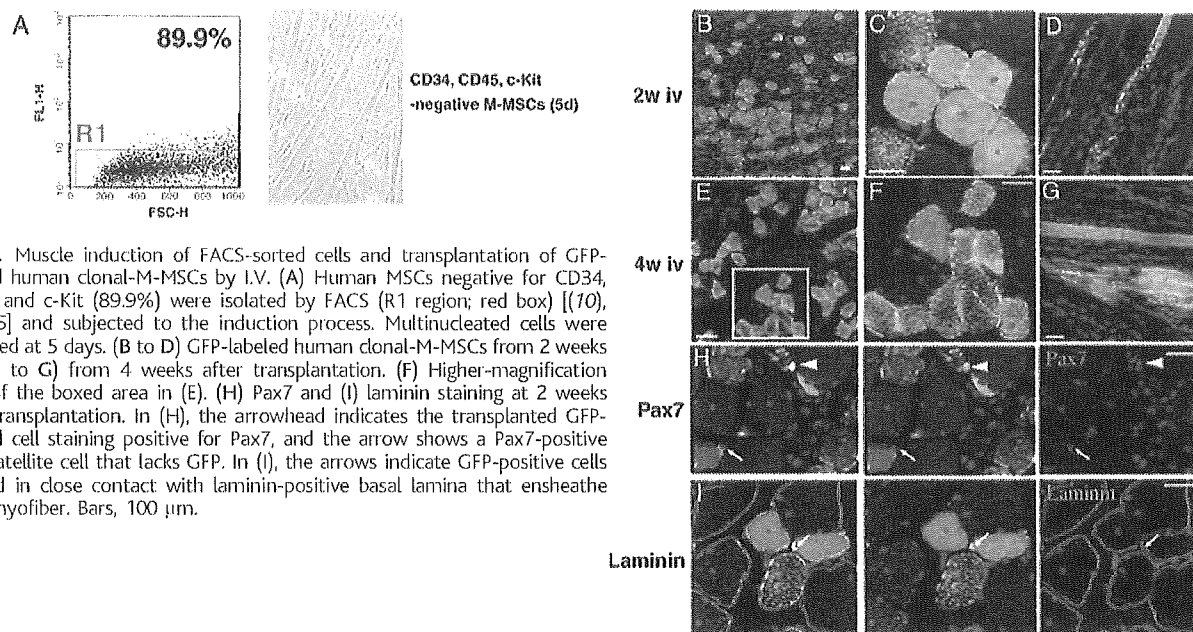 A
89.9%
R1
FL1-H
0 200 400 600 800 1000
FSC-H
CD34, CD45, c-Kit
-negative M-MSCs (5d)
. Muscle induction of FACS-sorted cells and transplantation of GFP-
d human clonal-M-MSCs by I.V. (A) Human MSCs negative for CD34,
and c-Kit (89.9%) were isolated by FACS (R1 region; red box) [(10),
5] and subjected to the induction process. Multinucleated cells were
ed at 5 days. (B to D) GFP-labeled human clonal-M-MSCs from 2 weeks
to G) from 4 weeks after transplantation. (F) Higher-magnification
f the boxed area in (E). (H) Pax7 and (I) laminin staining at 2 weeks
ransplantation. In (H), the arrowhead indicates the transplanted GFP-
d cell staining positive for Pax7, and the arrow shows a Pax7-positive
atellite cell that lacks GFP. In (I), the arrows indicate GFP-positive cells
d in close contact with laminin-positive basal lamina that ensheathe
nyofiber. Bars, 100 µm.
2w iv
B
C
D
4w iv
E
F
G
Pax7
H
Pax7
Laminin
I
Laminin